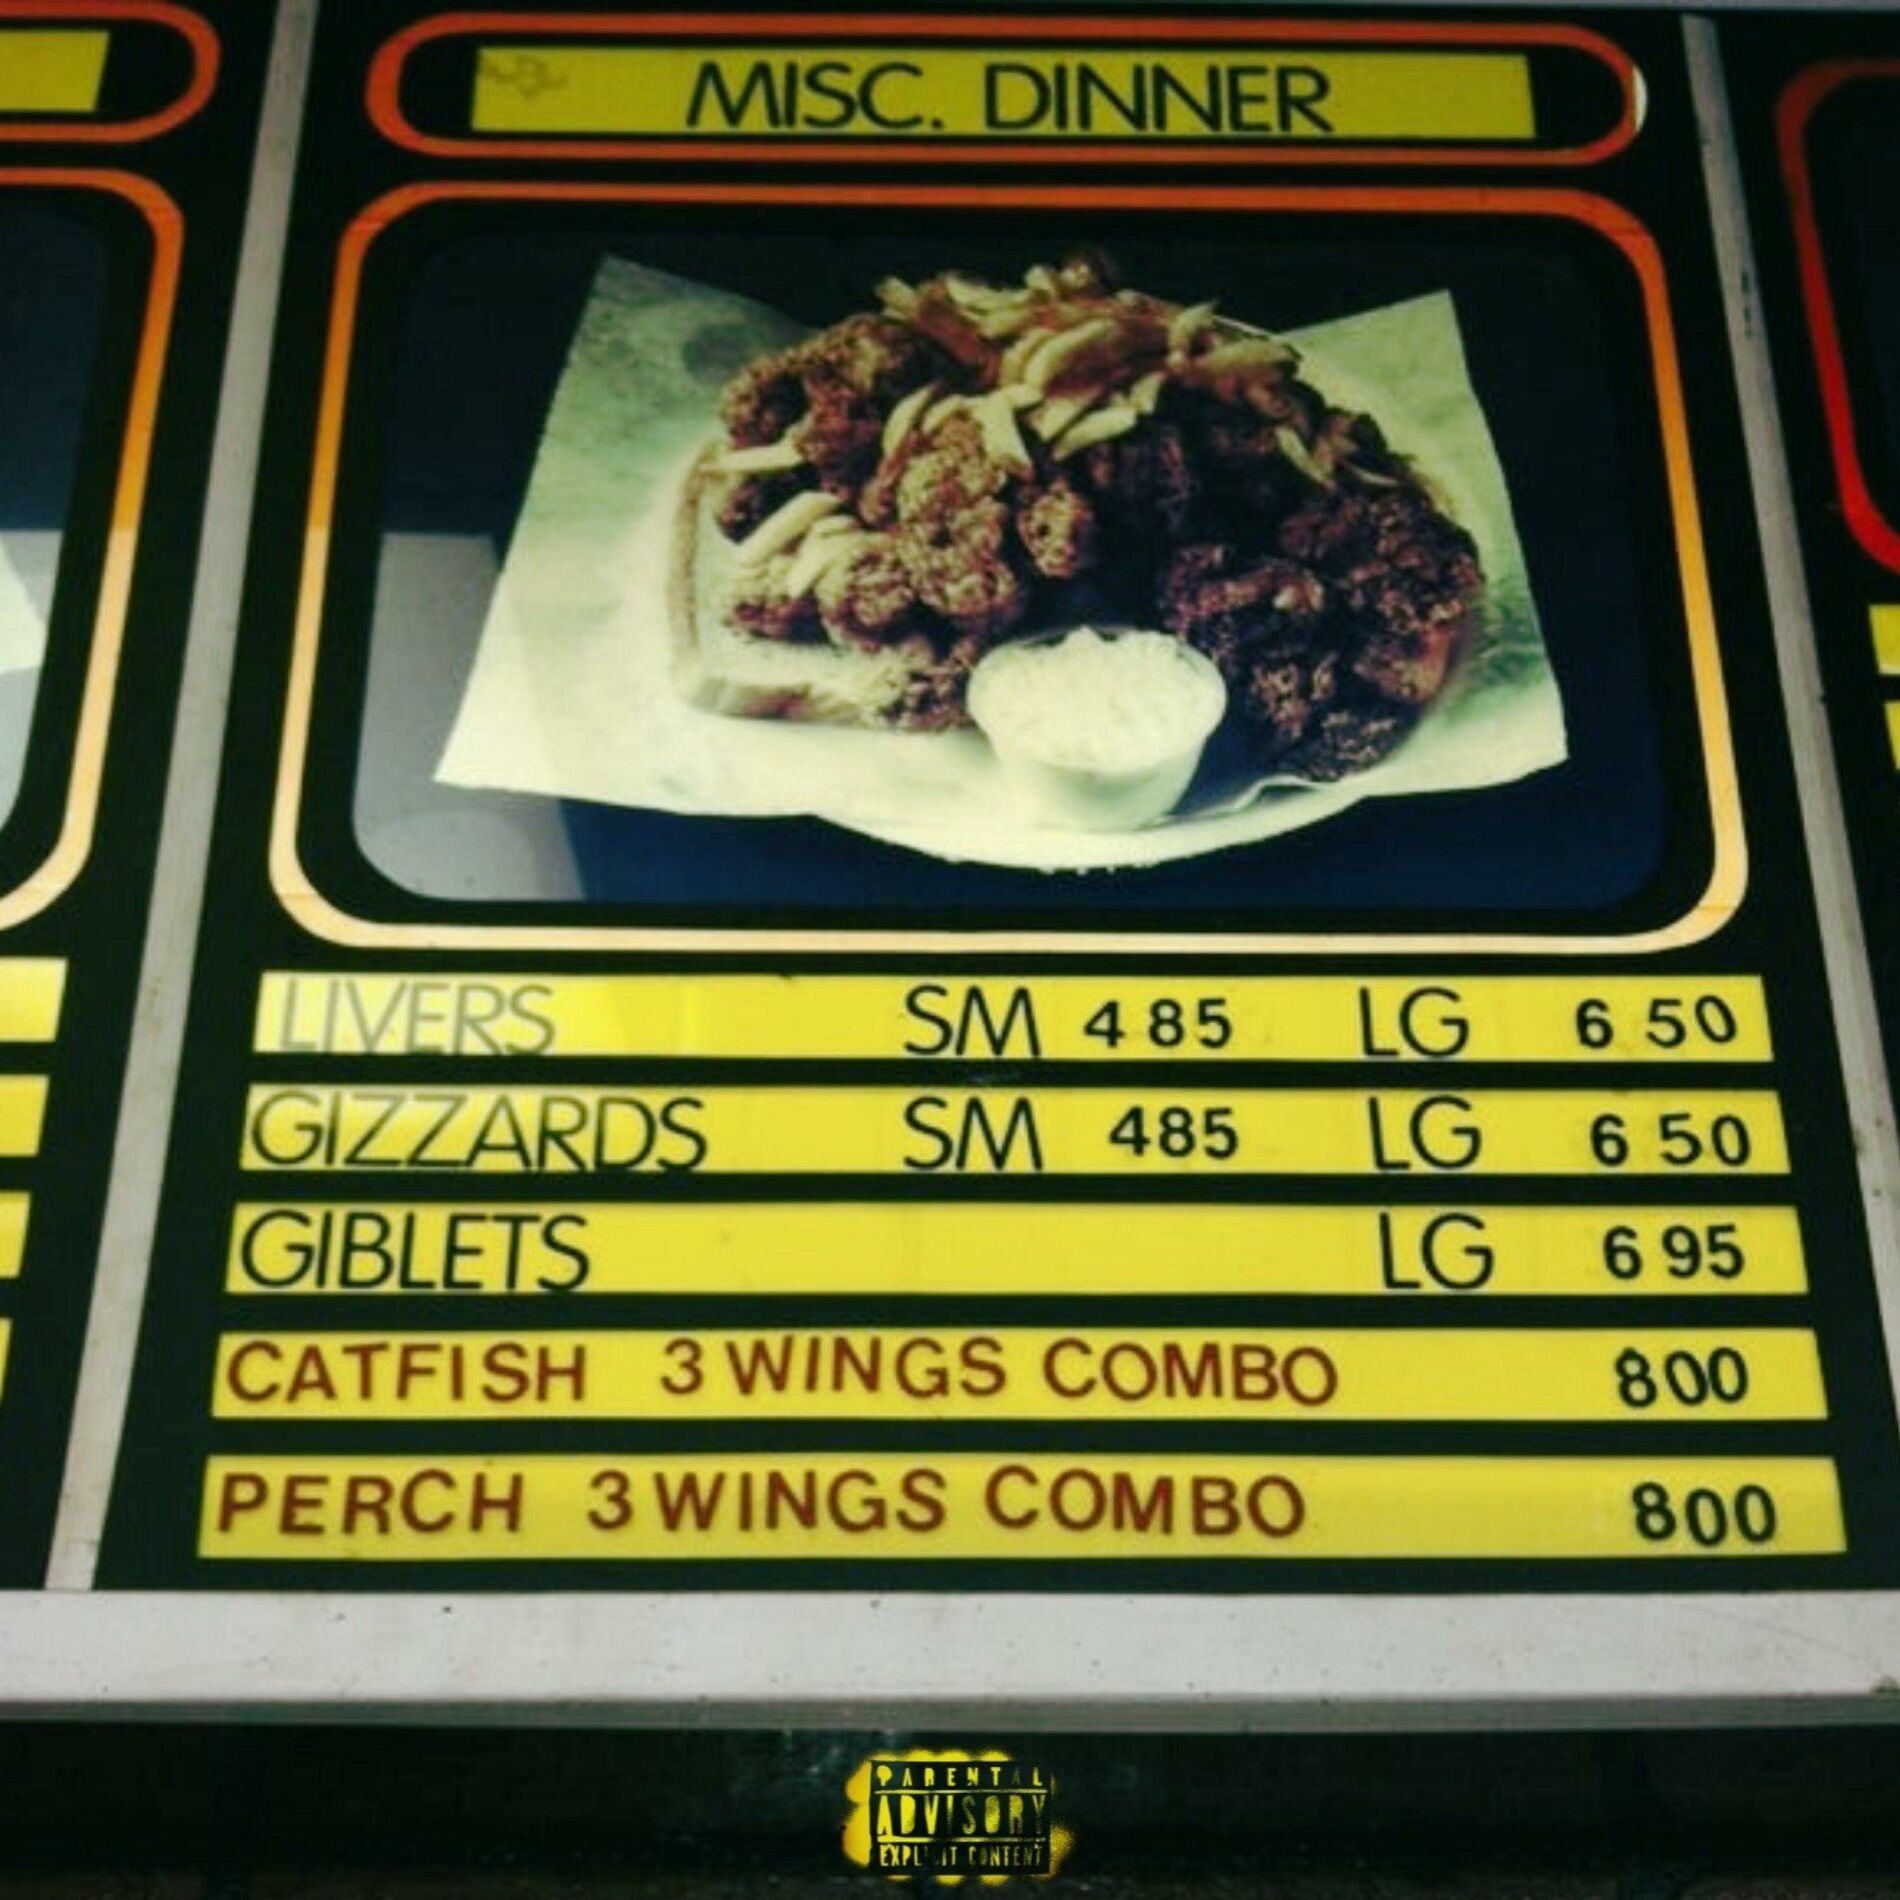 MISC. DINNER
LIVERS SM 4 85 LG 6 50
GIZZARDS SM 485 LG 6 50
GIBLETS LG 6 95
CATFISH 3 WINGS COMBO 800
PERCH 3 WINGS COMBO 800
PARENTAL
ADVISORY
EXPLICIT CONTENT